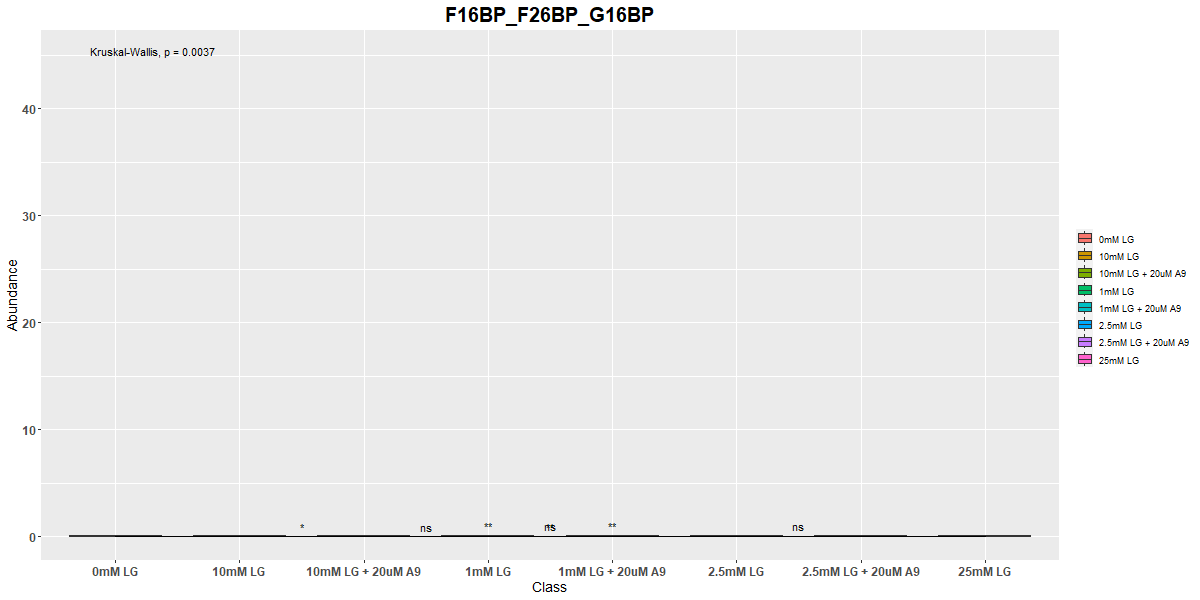 F16BP_F26BP_G16BP
Kruskal-Wallis, p = 0.0037
Abundance
40
30
20
10
0
* ns ** ns ** ns
0mM LG 10mM LG 10mM LG + 20uM A9 1mM LG 1mM LG + 20uM A9 2.5mM LG 2.5mM LG + 20uM A9 25mM LG
Class
0mM LG
10mM LG
10mM LG + 20uM A9
1mM LG
1mM LG + 20uM A9
2.5mM LG
2.5mM LG + 20uM A9
25mM LG